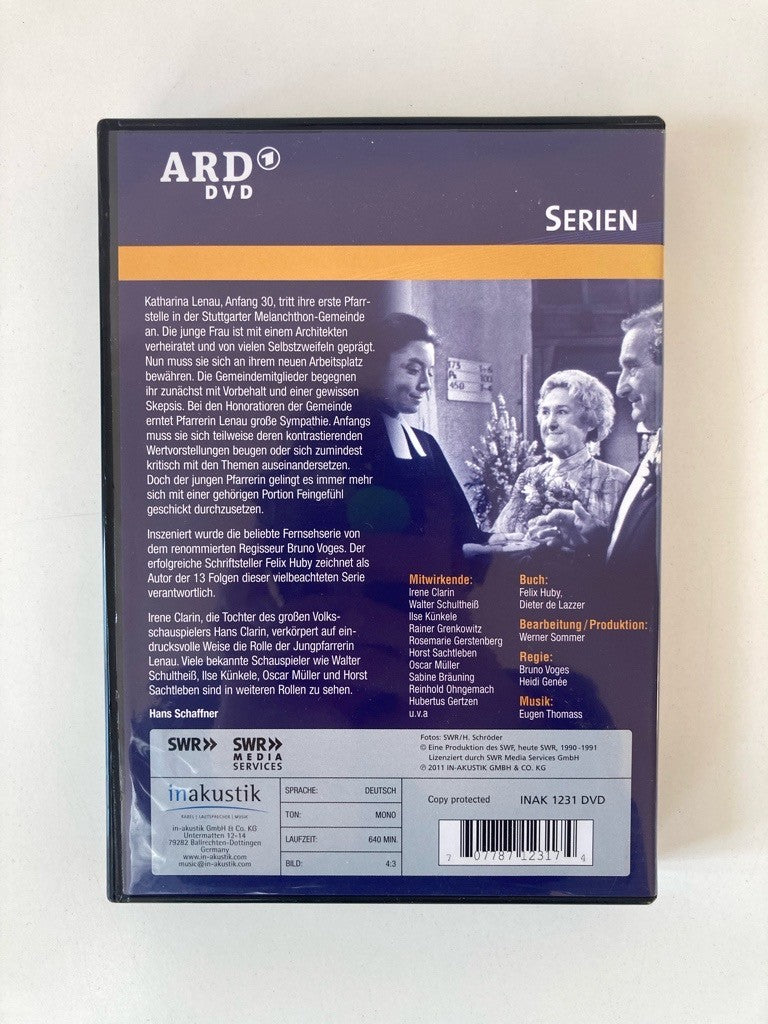 ARD 1
DVD
SERIEN
Katharina Lenau, Anfang 30, tritt ihre erste Pfarr-
stelle in der Stuttgarter Melanchthon-Gemeinde
an. Die junge Frau ist mit einem Architekten
verheiratet und von vielen Selbstzweifeln geprägt.
Nun muss sie sich an ihrem neuen Arbeitsplatz
bewähren. Die Gemeindemitglieder begegnen
ihr zunächst mit Vorbehalt und einer gewissen
Skepsis. Bei den Honoratioren der Gemeinde
erntet Pfarrerin Lenau große Sympathie. Anfangs
muss sie sich teilweise deren kontrastierenden
Wertvorstellungen beugen oder sich zumindest
kritisch mit den Themen auseinandersetzen.
Doch der jungen Pfarrerin gelingt es immer mehr
sich mit einer gehörigen Portion Feingefühl
geschickt durchzusetzen.
Inszeniert wurde die beliebte Fernsehserie von
dem renommierten Regisseur Bruno Voges. Der
erfolgreiche Schriftsteller Felix Huby zeichnet als
Autor der 13 Folgen dieser vielbeachteten Serie
verantwortlich.
Irene Clarin, die Tochter des großen Volks-
schauspielers Hans Clarin, verkörpert auf ein-
drucksvolle Weise die Rolle der Jungpfarrerin
Lenau. Viele bekannte Schauspieler wie Walter
Schultheiß, Ilse Künkele, Oscar Müller und Horst
Sachtleben sind in weiteren Rollen zu sehen.
Hans Schaffner
Mitwirkende:
Irene Clarin
Walter Schultheiß
Ilse Künkele
Rainer Grenkowitz
Rosemarie Gerstenberg
Horst Sachtleben
Oscar Müller
Sabine Bräuning
Reinhold Ohngemach
Hubertus Gertzen
u.v.a
Buch:
Felix Huby,
Dieter de Lazzer
Bearbeitung/Produktion:
Werner Sommer
Regie:
Bruno Voges
Heidi Genée
Musik:
Eugen Thomass
SWR
SWR
MEDIA
SERVICES
Fotos: SWR/H. Schröder
© Eine Produktion des SWF, heute SWR, 1990-1991
Lizenziert durch SWR Media Services GmbH
℗ 2011 IN-AKUSTIK GMBH & CO. KG
inakustik
KABEL | LAUTSPRECHER | MUSIK
in-akustik GmbH & Co. KG
Untermatten 12-14
79282 Ballrechten-Dottingen
Germany
www.in-akustik.com
music@in-akustik.com
SPRACHE: DEUTSCH
TON: MONO
LAUFZEIT: 640 MIN.
BILD: 4:3
Copy protected INAK 1231 DVD
7 07787 12317 4